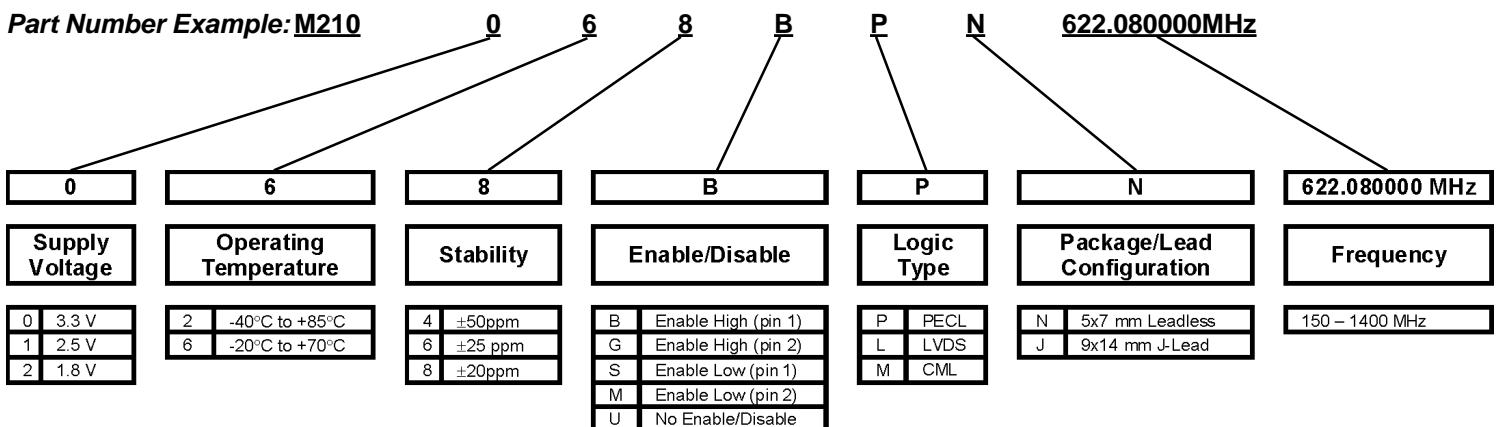 Part Number Example: M210 0 6 8 B P N 622.080000MHz
0 6 8 B P N 622.080000 MHz
Supply Voltage
Operating Temperature
Stability
Enable/Disable
Logic Type
Package/Lead Configuration
Frequency
0 3.3 V
1 2.5 V
2 1.8 V
2 -40°C to +85°C
6 -20°C to +70°C
4 ±50ppm
6 ±25 ppm
8 ±20ppm
B Enable High (pin 1)
G Enable High (pin 2)
S Enable Low (pin 1)
M Enable Low (pin 2)
U No Enable/Disable
P PECL
L LVDS
M CML
N 5x7 mm Leadless
J 9x14 mm J-Lead
150 – 1400 MHz